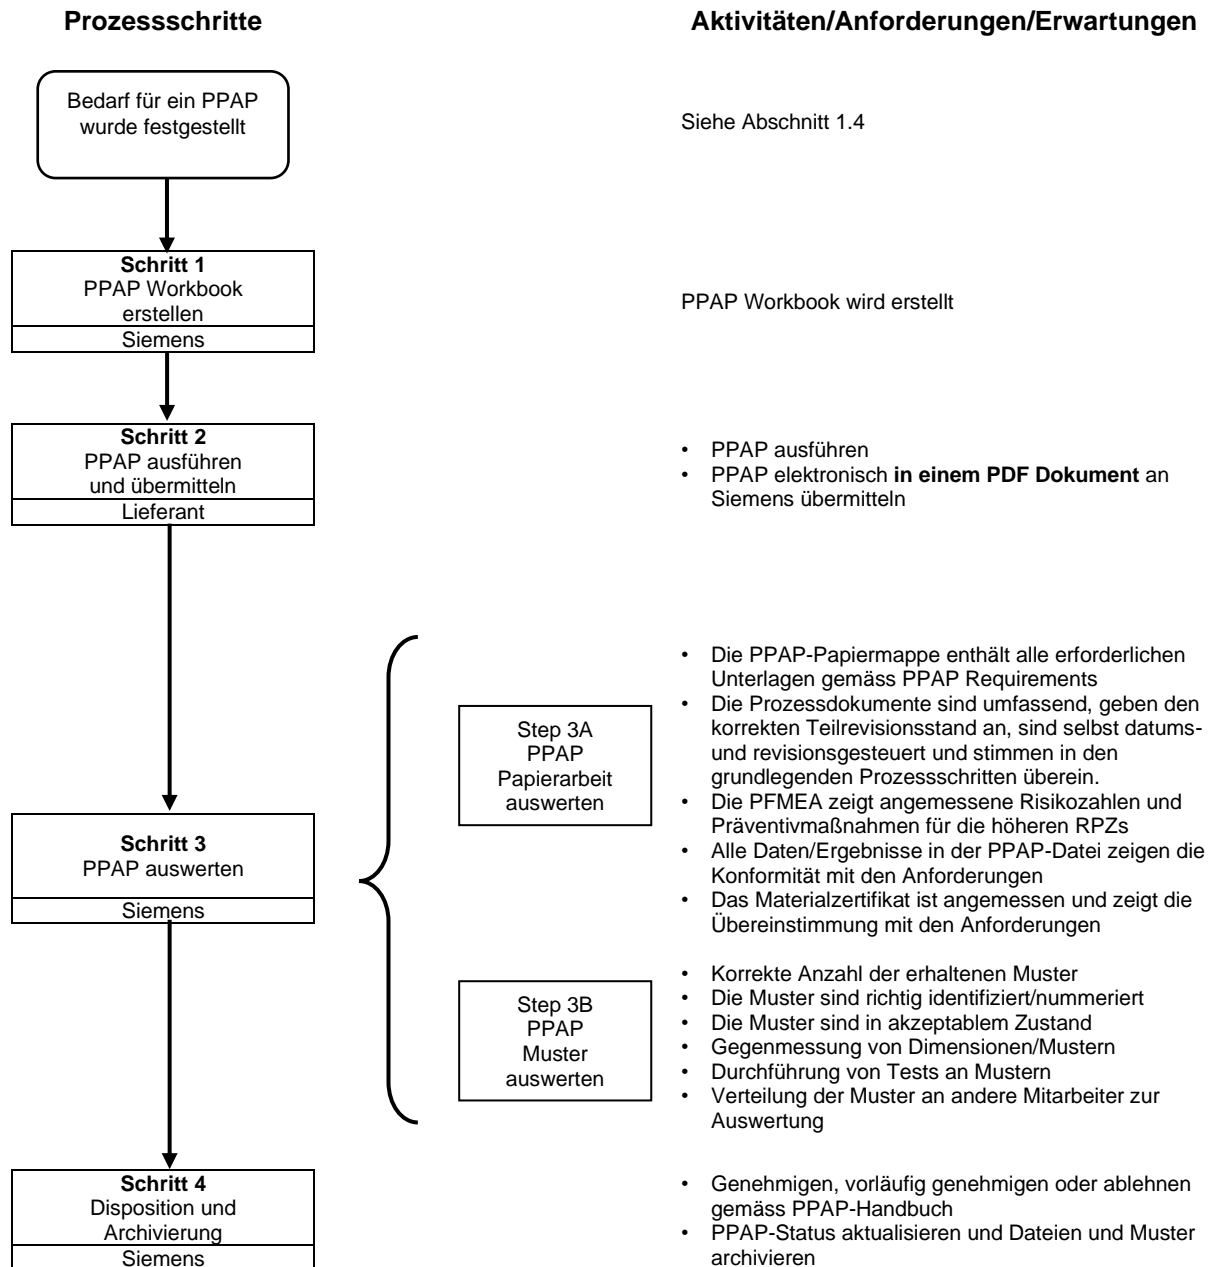 Prozessschritte
Aktivitäten/Anforderungen/Erwartungen
Bedarf für ein PPAP
wurde festgestellt
Siehe Abschnitt 1.4
Schritt 1
PPAP Workbook
erstellen
Siemens
PPAP Workbook wird erstellt
Schritt 2
PPAP ausführen
und übermitteln
Lieferant
• PPAP ausführen
• PPAP elektronisch in einem PDF Dokument an
Siemens übermitteln
Schritt 3
PPAP auswerten
Siemens
Step 3A
PPAP
Papierarbeit
auswerten
• Die PPAP-Papiermappe enthält alle erforderlichen
Unterlagen gemäss PPAP Requirements
• Die Prozessdokumente sind umfassend, geben den
korrekten Teilrevisionsstand an, sind selbst datums-
und revisionsgesteuert und stimmen in den
grundlegenden Prozessschritten überein.
• Die PFMEA zeigt angemessene Risikozahlen und
Präventivmaßnahmen für die höheren RPZs
• Alle Daten/Ergebnisse in der PPAP-Datei zeigen die
Konformität mit den Anforderungen
• Das Materialzertifikat ist angemessen und zeigt die
Übereinstimmung mit den Anforderungen
Step 3B
PPAP
Muster
auswerten
• Korrekte Anzahl der erhaltenen Muster
• Die Muster sind richtig identifiziert/nummeriert
• Die Muster sind in akzeptablem Zustand
• Gegenmessung von Dimensionen/Mustern
• Durchführung von Tests an Mustern
• Verteilung der Muster an andere Mitarbeiter zur
Auswertung
Schritt 4
Disposition und
Archivierung
Siemens
• Genehmigen, vorläufig genehmigen oder ablehnen
gemäss PPAP-Handbuch
• PPAP-Status aktualisieren und Dateien und Muster
archivieren